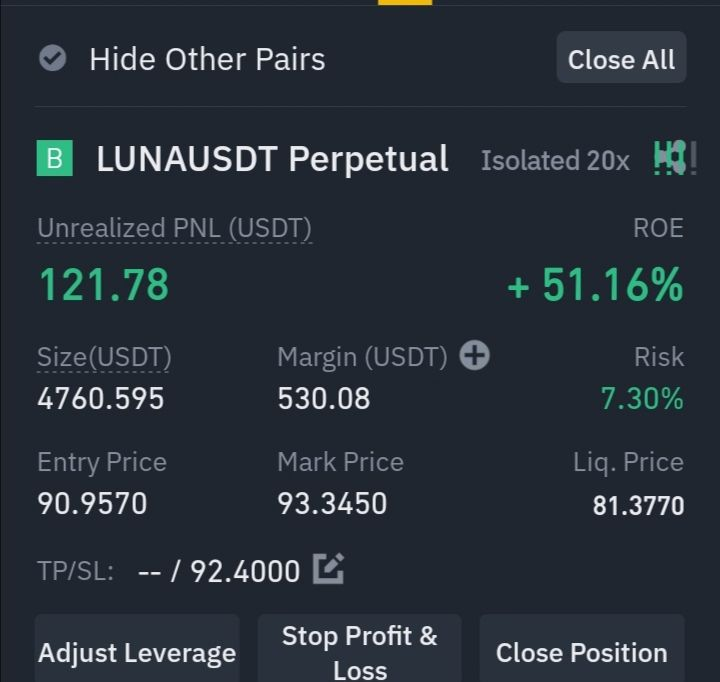 Hide Other Pairs Close All
B LUNAUSDT Perpetual Isolated 20x
Unrealized PNL (USDT) ROE
121.78 + 51.16%
Size(USDT) Margin (USDT) Risk
4760.595 530.08 7.30%
Entry Price Mark Price Liq. Price
90.9570 93.3450 81.3770
TP/SL: -- / 92.4000
Adjust Leverage Stop Profit & Loss Close Position